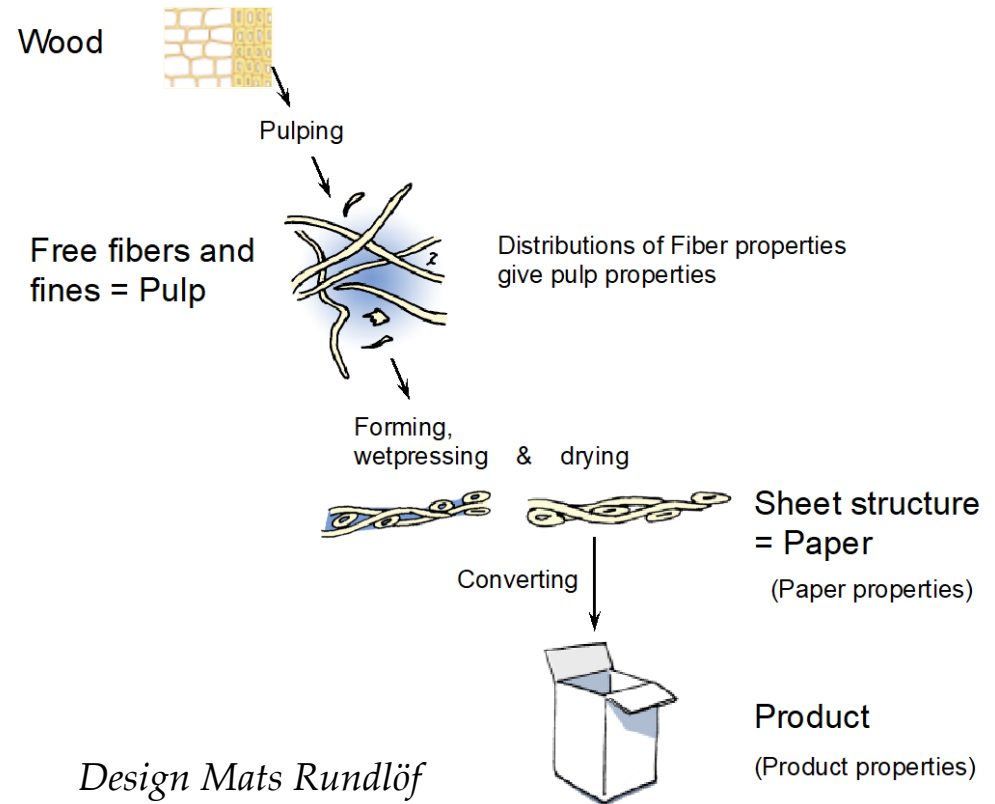 Wood
Pulping
Free fibers and
fines = Pulp
Distributions of Fiber properties
give pulp properties
Forming,
wetpressing & drying
Sheet structure
= Paper
(Paper properties)
Converting
Product
(Product properties)
Design Mats Rundlöf